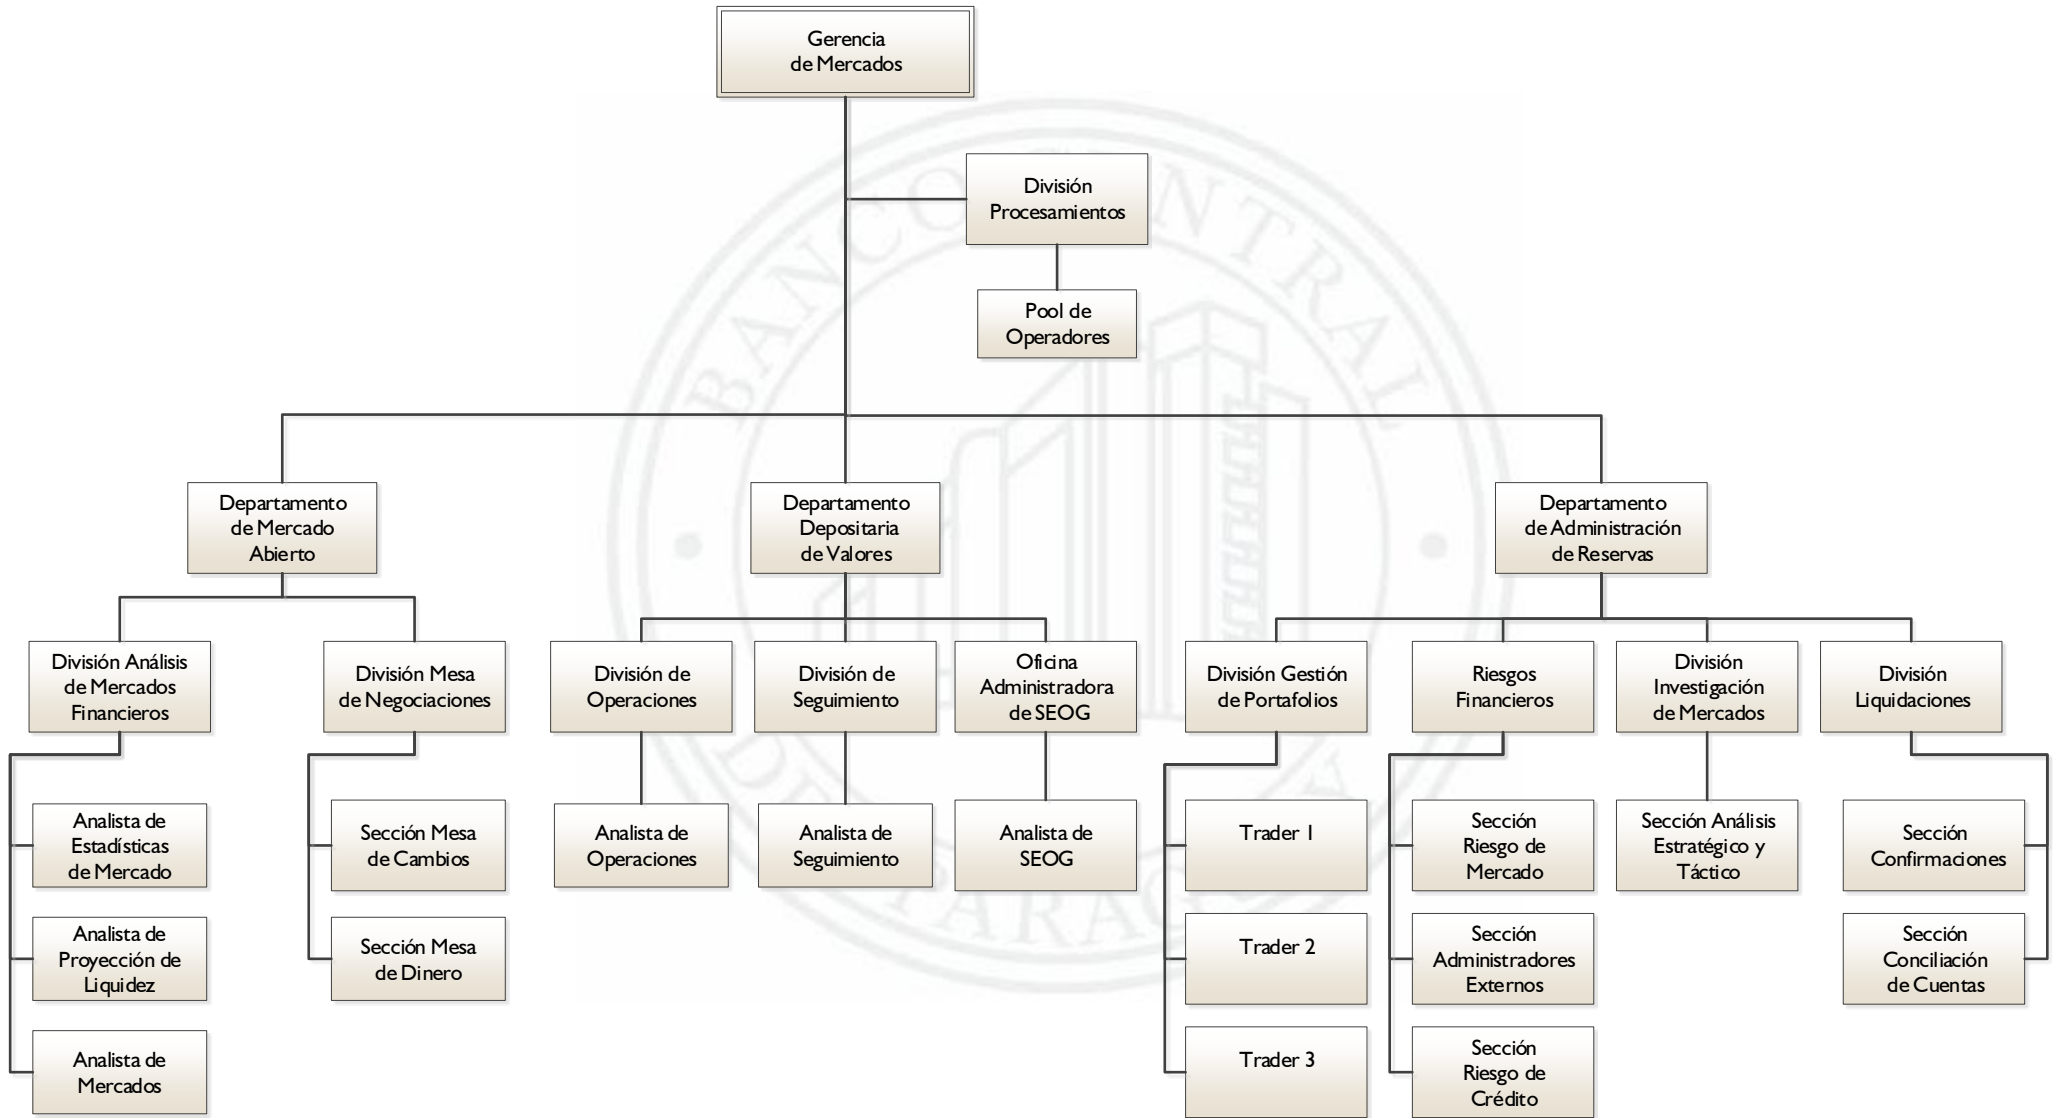 Gerencia
de Mercados
División
Procesamientos
Pool de
Operadores
Departamento
de Mercado
Abierto
Departamento
Depositaria
de Valores
Departamento
de Administración
de Reservas
División Análisis
de Mercados
Financieros
División Mesa
de Negociaciones
División de
Operaciones
División de
Seguimiento
Oficina
Administradora
de SEOG
División Gestión
de Portafolios
Riesgos
Financieros
División
Investigación
de Mercados
División
Liquidaciones
Analista de
Estadísticas
de Mercado
Analista de
Proyección de
Liquidez
Analista de
Mercados
Sección Mesa
de Cambios
Sección Mesa
de Dinero
Analista de
Operaciones
Analista de
Seguimiento
Analista de
SEOG
Trader 1
Trader 2
Trader 3
Sección
Riesgo de
Mercado
Sección
Administradores
Externos
Sección
Riesgo de
Crédito
Sección Análisis
Estratégico y
Táctico
Sección
Confirmaciones
Sección
Conciliación
de Cuentas
BANCO CENTRAL
DEL PARAGUAY